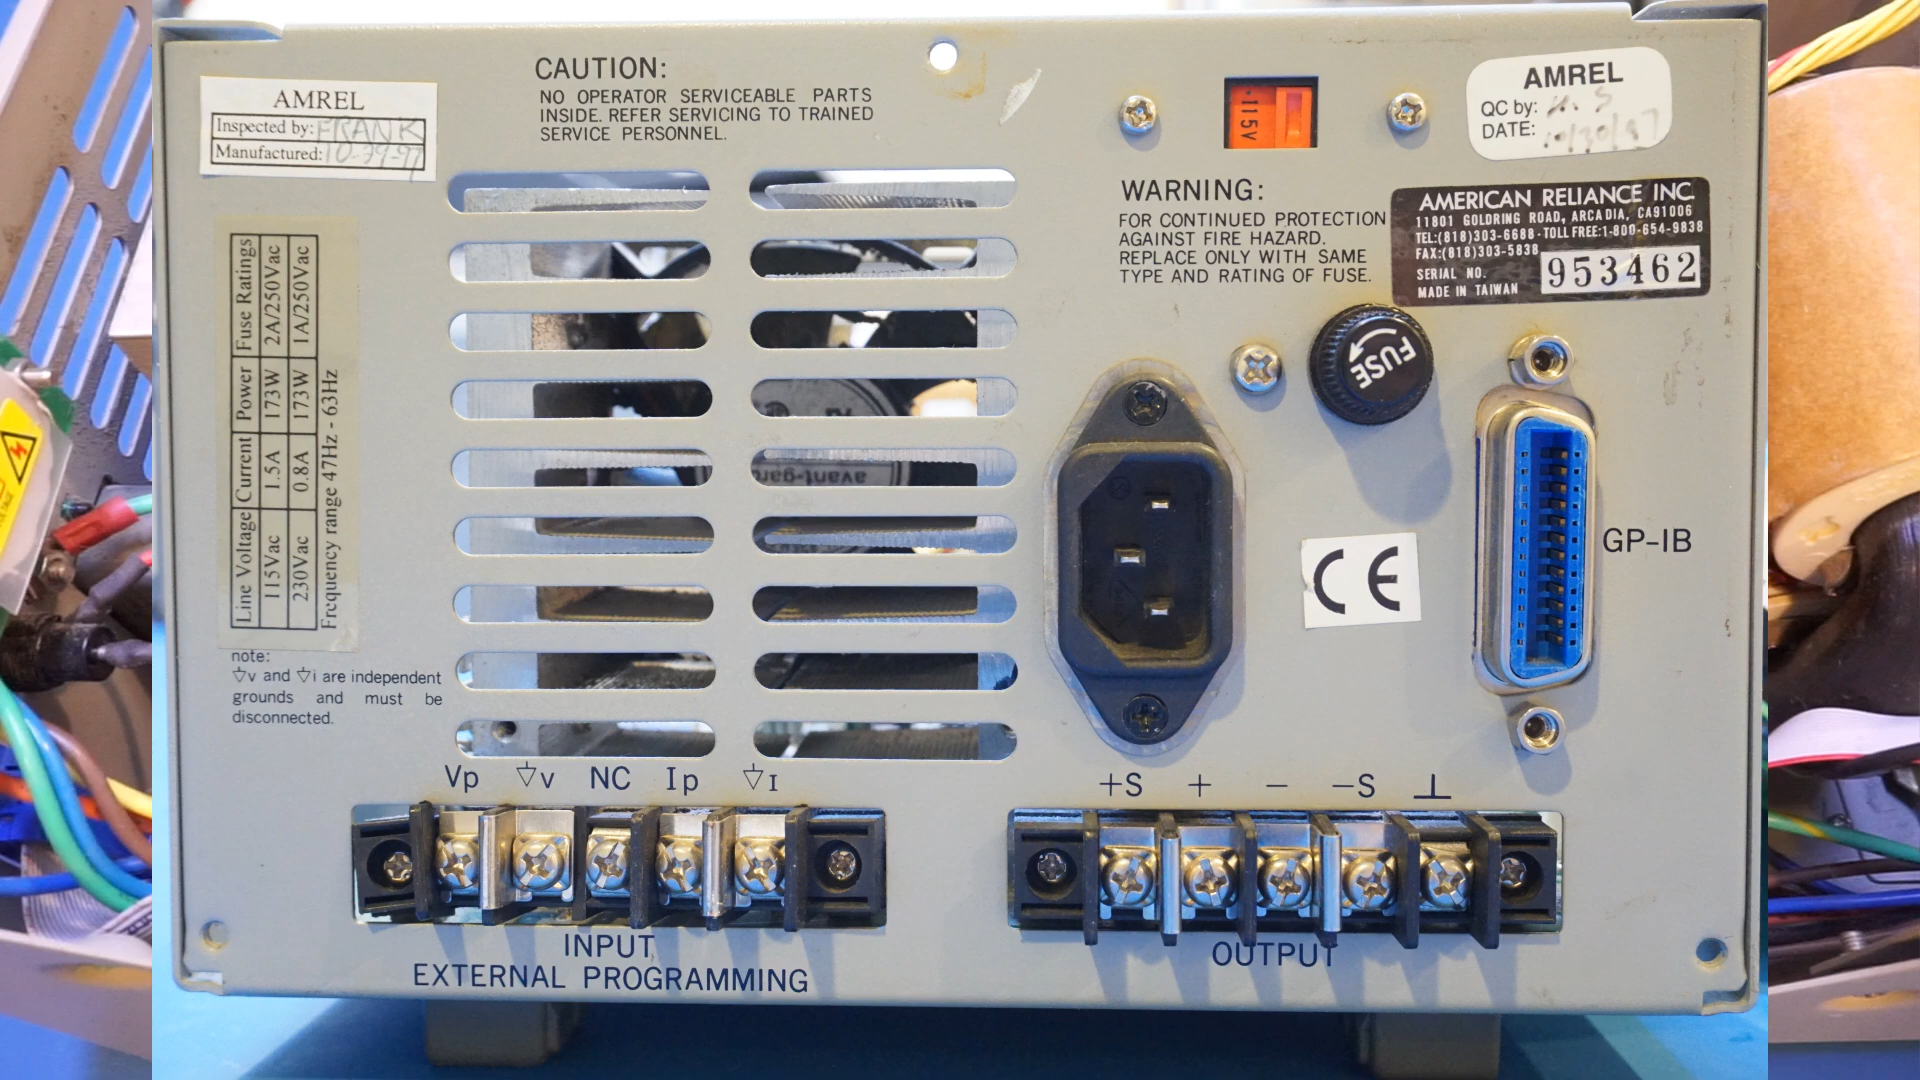 AMREL
Inspected by: FRANK
Manufactured:
CAUTION:
NO OPERATOR SERVICEABLE PARTS
INSIDE. REFER SERVICING TO TRAINED
SERVICE PERSONNEL.
115V
AMREL
QC by:
DATE: 10/30/97
WARNING:
FOR CONTINUED PROTECTION
AGAINST FIRE HAZARD.
REPLACE ONLY WITH SAME
TYPE AND RATING OF FUSE.
AMERICAN RELIANCE INC.
11801 GOLDRING ROAD, ARCADIA, CA91006
TEL:(818)303-6688 · TOLL FREE:1-800-654-9838
FAX:(818)303-5838
SERIAL NO. 953462
MADE IN TAIWAN
Line Voltage Current Power Fuse Ratings
115Vac 1.5A 173W 2A/250Vac
230Vac 0.8A 173W 1A/250Vac
Frequency range 47Hz - 63Hz
FUSE
avant-gard
GP-IB
CE
note:
v and i are independent
grounds and must be
disconnected.
Vp v NC Ip I
+S + − −S ⊥
INPUT
EXTERNAL PROGRAMMING
OUTPUT